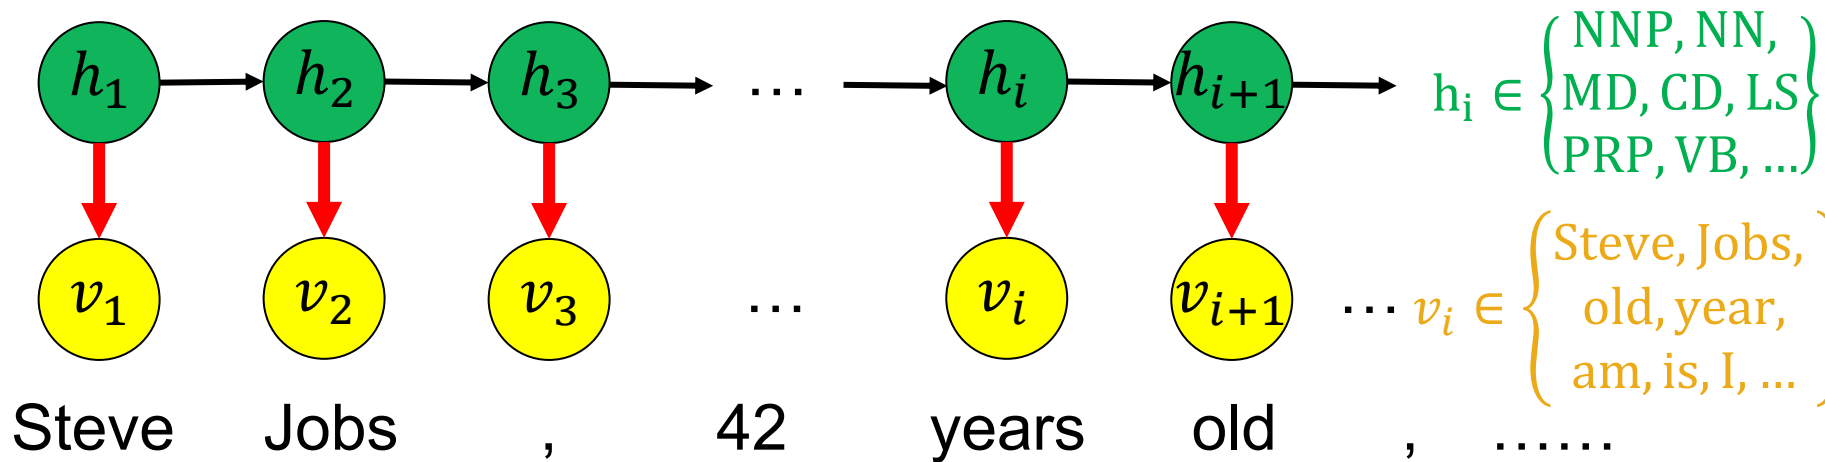 h₁ h₂ h₃ … hᵢ hᵢ₊₁ hᵢ ∈ { NNP, NN,
MD, CD, LS
PRP, VB, … }
v₁ v₂ v₃ … vᵢ vᵢ₊₁ … vᵢ ∈ { Steve, Jobs,
old, year,
am, is, I, … }
Steve Jobs , 42 years old , ……